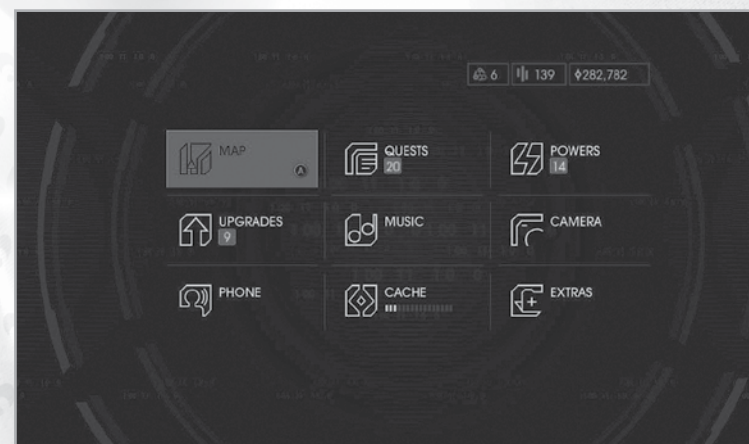 6 139 282,782
MAP QUESTS POWERS
A 20 14
UPGRADES MUSIC CAMERA
9
PHONE CACHE EXTRAS